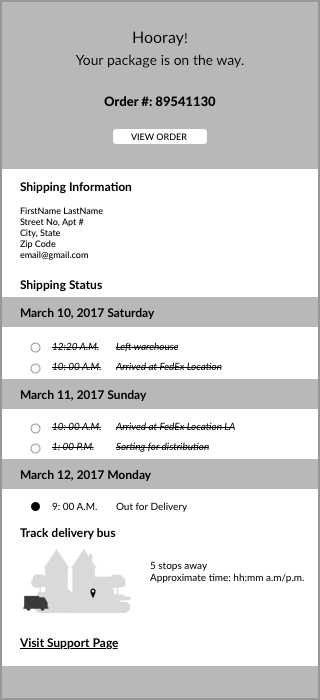 Hooray!
Your package is on the way.
Order #: 89541130
VIEW ORDER
Shipping Information
FirstName LastName
Street No, Apt #
City, State
Zip Code
email@gmail.com
Shipping Status
March 10, 2017 Saturday
12:20 A.M. Left warehouse
10: 00 A.M. Arrived at FedEx Location
March 11, 2017 Sunday
10: 00 A.M. Arrived at FedEx Location LA
1: 00 P.M. Sorting for distribution
March 12, 2017 Monday
9: 00 A.M. Out for Delivery
Track delivery bus
5 stops away
Approximate time: hh:mm a.m/p.m.
Visit Support Page